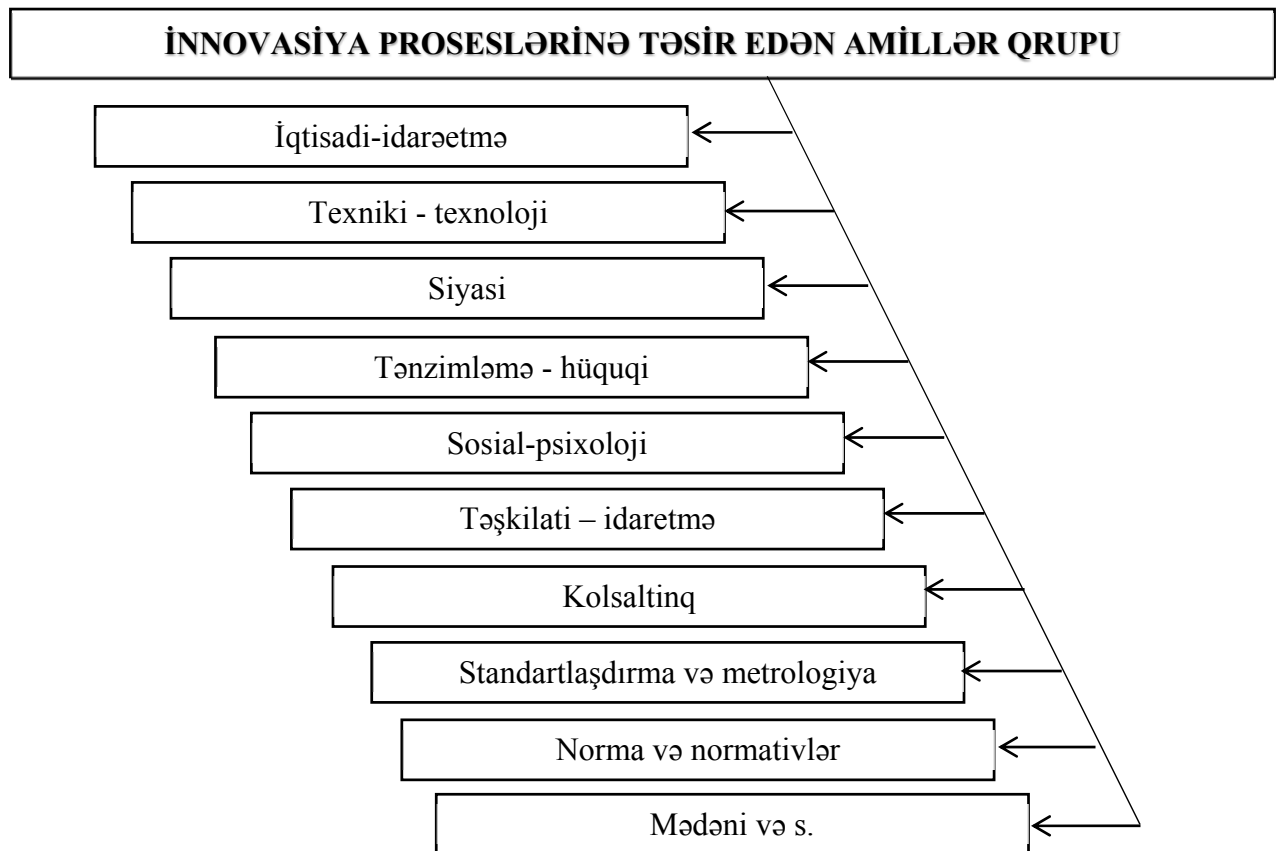 İNNOVASİYA PROSESLƏRİNƏ TƏSİR EDƏN AMİLLƏR QRUPU
İqtisadi-idarəetmə
Texniki - texnoloji
Siyasi
Tənzimləmə - hüquqi
Sosial-psixoloji
Təşkilati – idaretmə
Kolsaltinq
Standartlaşdırma və metrologiya
Norma və normativlər
Mədəni və s.